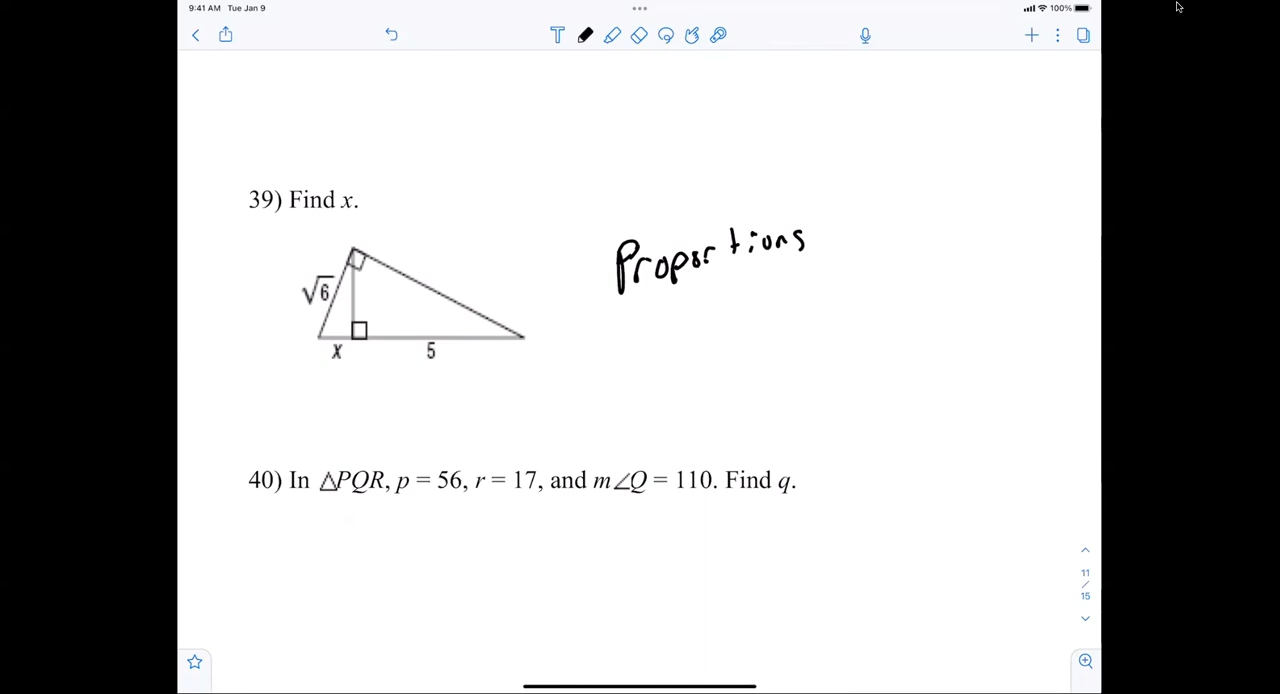 9:41 AM Tue Jan 9
100%
39) Find x.
Proportions
√6
x
5
40) In △PQR, p = 56, r = 17, and m∠Q = 110. Find q.
11
/
15